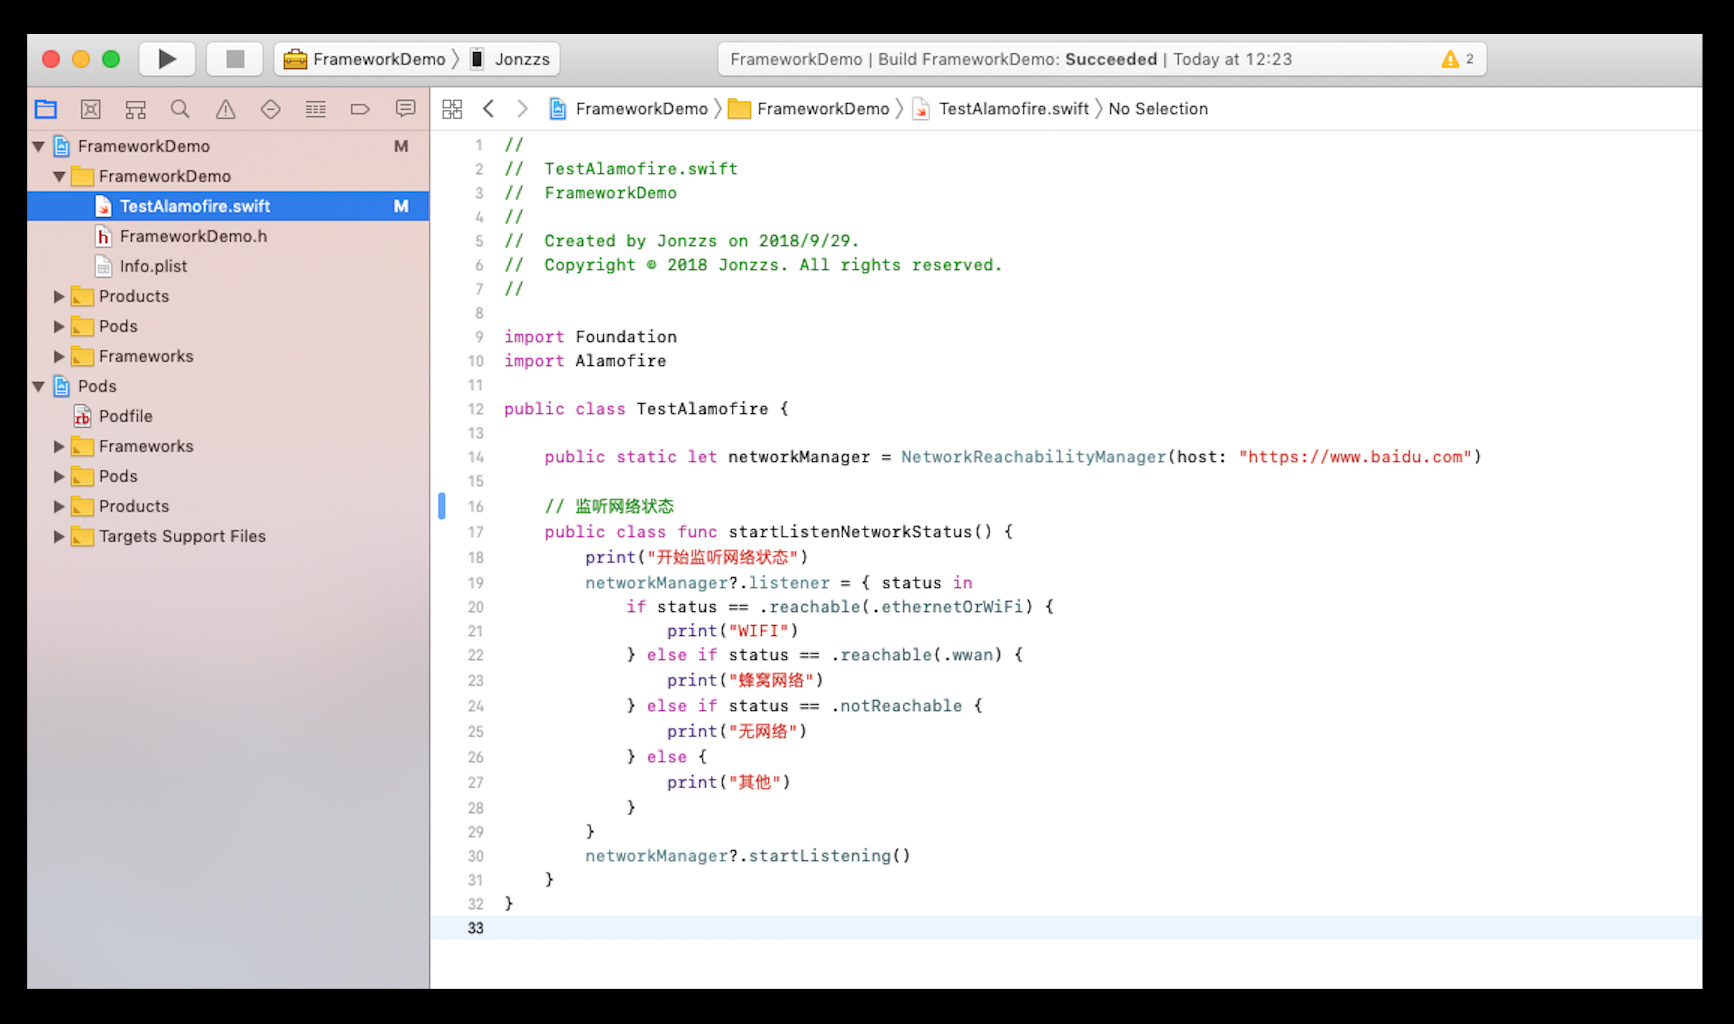 FrameworkDemo 〉 Jonzzs
FrameworkDemo | Build FrameworkDemo: Succeeded | Today at 12:23
2
FrameworkDemo 〉 FrameworkDemo 〉 TestAlamofire.swift 〉 No Selection
FrameworkDemo M
FrameworkDemo
TestAlamofire.swift M
h FrameworkDemo.h
Info.plist
Products
Pods
Frameworks
Pods
rb Podfile
Frameworks
Pods
Products
Targets Support Files
1 //
2 //  TestAlamofire.swift
3 //  FrameworkDemo
4 //
5 //  Created by Jonzzs on 2018/9/29.
6 //  Copyright © 2018 Jonzzs. All rights reserved.
7 //
8
9 import Foundation
10 import Alamofire
11
12 public class TestAlamofire {
13
14     public static let networkManager = NetworkReachabilityManager(host: "https://www.baidu.com")
15
16     // 监听网络状态
17     public class func startListenNetworkStatus() {
18         print("开始监听网络状态")
19         networkManager?.listener = { status in
20             if status == .reachable(.ethernetOrWiFi) {
21                 print("WIFI")
22             } else if status == .reachable(.wwan) {
23                 print("蜂窝网络")
24             } else if status == .notReachable {
25                 print("无网络")
26             } else {
27                 print("其他")
28             }
29         }
30         networkManager?.startListening()
31     }
32 }
33